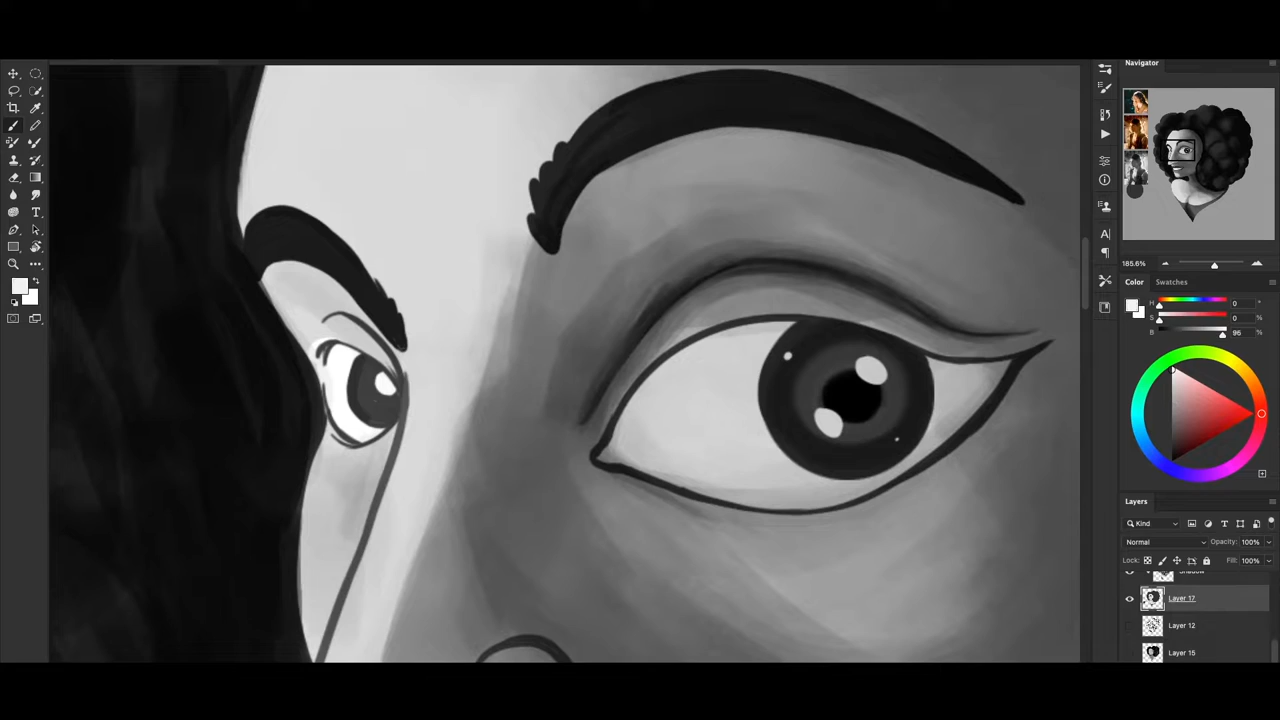 Navigator
185.6%
Color
Swatches
H
0
°
S
0
%
B
96
%
Layers
Kind
Normal
Opacity: 100%
Lock:
Fill: 100%
Shadow
Layer 17
Layer 12
Layer 15